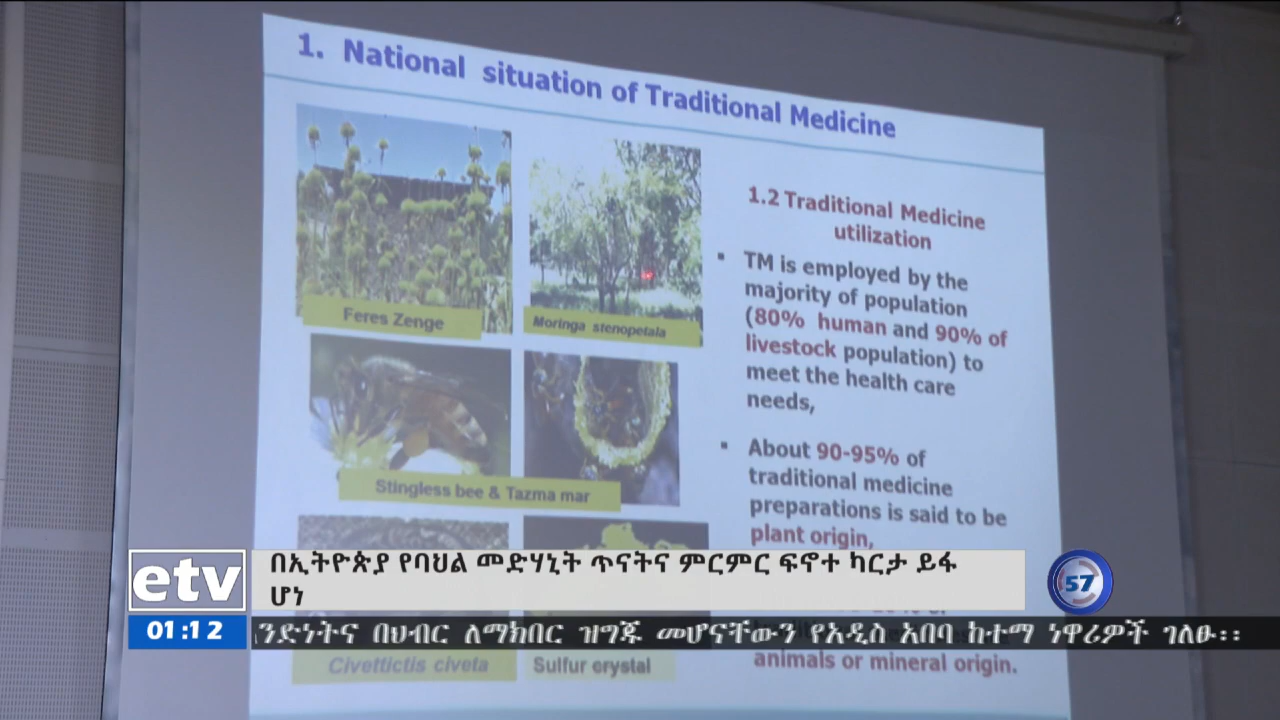 1. National situation of Traditional Medicine
Feres Zenge
Moringa stenopetala
Stingless bee & Tazma mar
Civettictis civeta
Sulfur erystal
1.2 Traditional Medicine
utilization
▪ TM is employed by the
majority of population
(80% human and 90% of
livestock population) to
meet the health care
needs,
▪ About 90-95% of
traditional medicine
preparations is said to be
plant origin,
animals or mineral origin.
etv
በኢትዮጵያ የባህል መድሃኒት ጥናትና ምርምር ፍኖተ ካርታ ይፋ
ሆነ
57
01:12
ንድነትና በህብር ለማክበር ዝግጁ መሆናቸውን የአዲስ አበባ ከተማ ነዋሪዎች ገለፁ፡፡